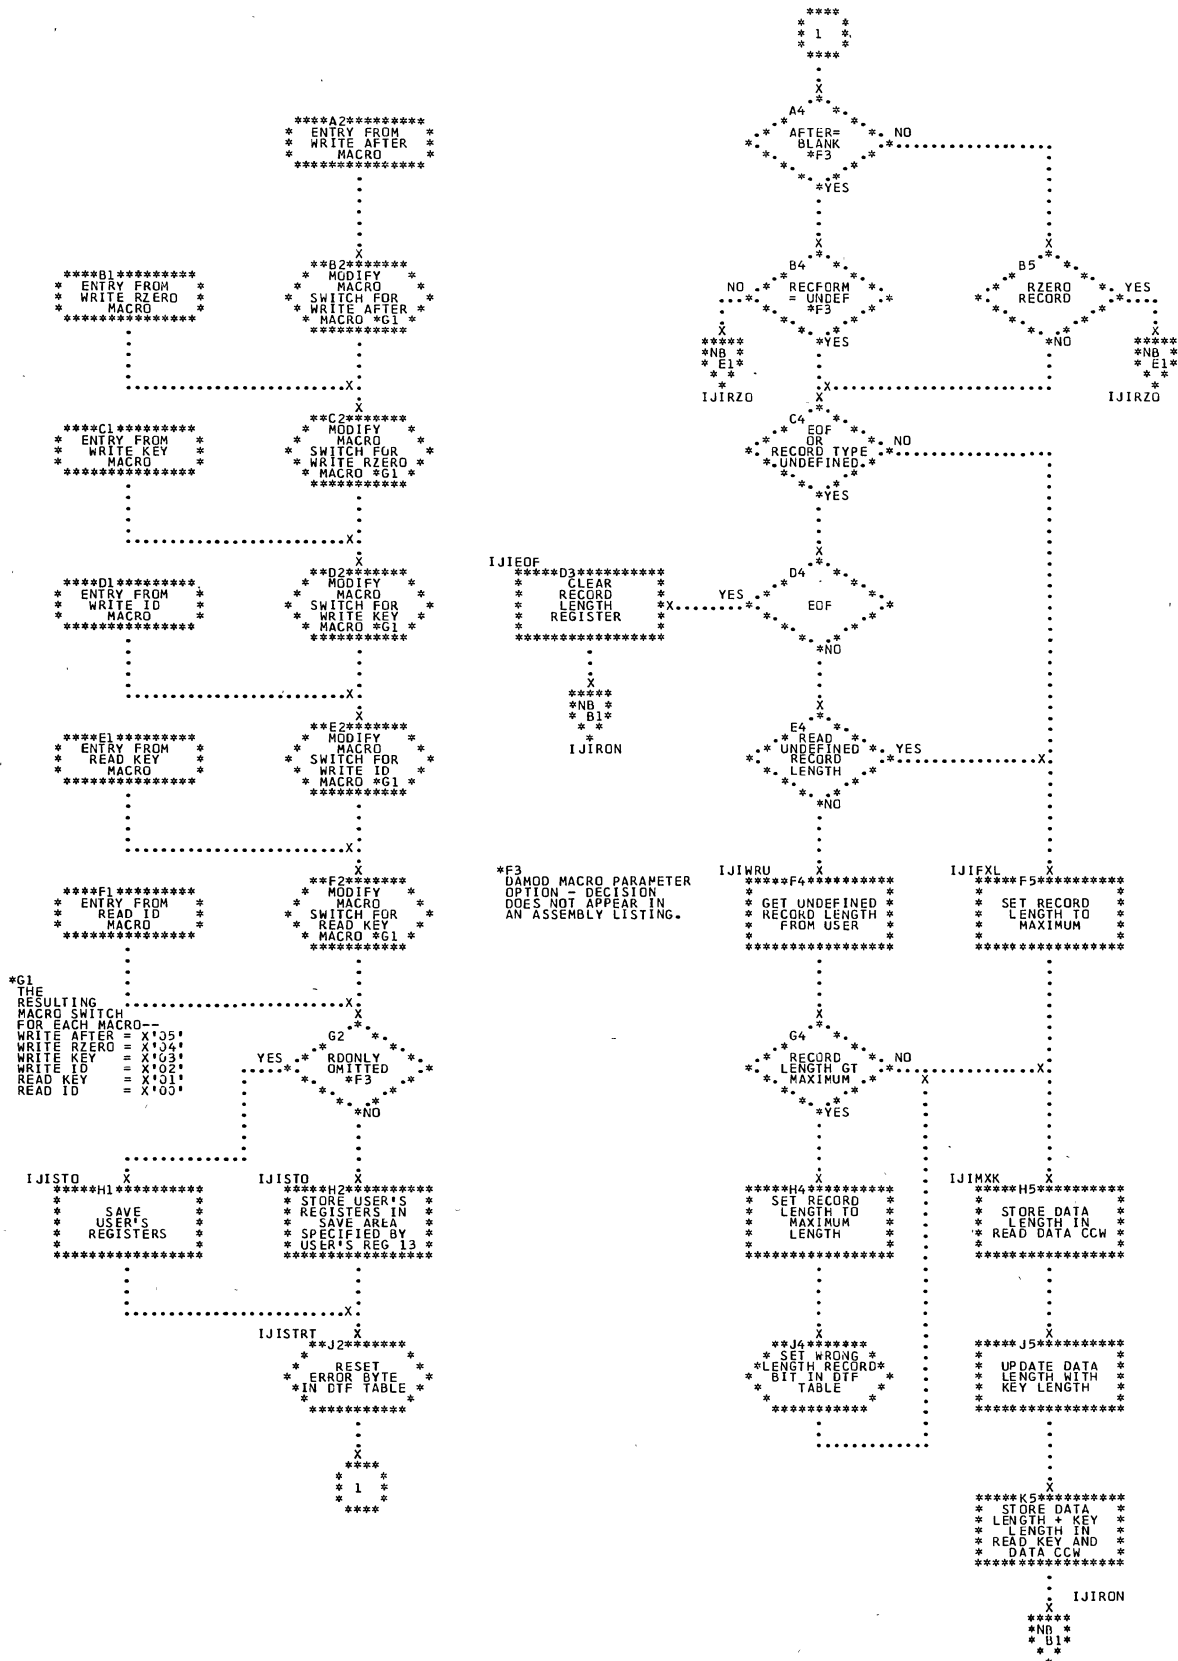 A2
ENTRY FROM
WRITE AFTER
MACRO
B1
ENTRY FROM
WRITE RZERO
MACRO
B2
MODIFY
MACRO
SWITCH FOR
WRITE AFTER
MACRO *G1
C1
ENTRY FROM
WRITE KEY
MACRO
C2
MODIFY
MACRO
SWITCH FOR
WRITE RZERO
MACRO *G1
D1
ENTRY FROM
WRITE ID
MACRO
D2
MODIFY
MACRO
SWITCH FOR
WRITE KEY
MACRO *G1
E1
ENTRY FROM
READ KEY
MACRO
E2
MODIFY
MACRO
SWITCH FOR
WRITE ID
MACRO *G1
F1
ENTRY FROM
READ ID
MACRO
F2
MODIFY
MACRO
SWITCH FOR
READ KEY
MACRO *G1
*G1
THE
RESULTING
MACRO SWITCH
FOR EACH MACRO--
WRITE AFTER = X'05'
WRITE RZERO = X'04'
WRITE KEY = X'03'
WRITE ID = X'02'
READ KEY = X'01'
READ ID = X'00'
G2
YES
RDONLY
OMITTED
*F3
NO
IJISTO
H1
SAVE
USER'S
REGISTERS
IJISTO
H2
STORE USER'S
REGISTERS IN
SAVE AREA
SPECIFIED BY
USER'S REG 13
IJISTRT
J2
RESET
ERROR BYTE
IN DTF TABLE
1
1
A4
AFTER=
BLANK
*F3
NO
YES
B4
NO
RECFORM
= UNDEF
*F3
YES
NB
E1
IJIRZO
B5
RZERO
RECORD
YES
NO
NB
E1
IJIRZO
C4
EOF
OR
RECORD TYPE
UNDEFINED
NO
YES
IJIEOF
D3
CLEAR
RECORD
LENGTH
REGISTER
D4
YES
EOF
NO
NB
B1
IJIRON
E4
READ
UNDEFINED
RECORD
LENGTH
YES
NO
*F3
DAMOD MACRO PARAMETER
OPTION - DECISION
DOES NOT APPEAR IN
AN ASSEMBLY LISTING.
IJIWRU
F4
GET UNDEFINED
RECORD LENGTH
FROM USER
IJIFXL
F5
SET RECORD
LENGTH TO
MAXIMUM
G4
RECORD
LENGTH GT
MAXIMUM
NO
YES
H4
SET RECORD
LENGTH TO
MAXIMUM
LENGTH
IJIMXK
H5
STORE DATA
LENGTH IN
READ DATA CCW
J4
SET WRONG
LENGTH RECORD
BIT IN DTF
TABLE
J5
UPDATE DATA
LENGTH WITH
KEY LENGTH
K5
STORE DATA
LENGTH + KEY
LENGTH IN
READ KEY AND
DATA CCW
IJIRON
NB
B1